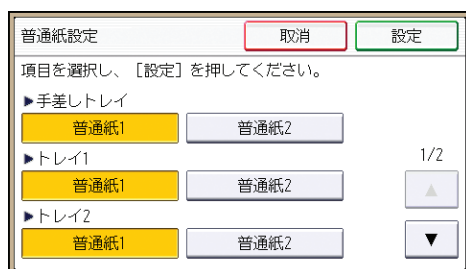 普通紙設定 取消 設定
項目を選択し、[設定]を押してください。
▶手差しトレイ
普通紙1 普通紙2
▶トレイ1 1/2
普通紙1 普通紙2 ▲
▶トレイ2
普通紙1 普通紙2 ▼